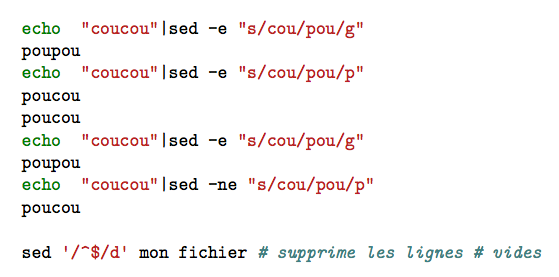 echo  "coucou"|sed -e "s/cou/pou/g"
poupou
echo  "coucou"|sed -e "s/cou/pou/p"
poucou
poucou
echo  "coucou"|sed -e "s/cou/pou/g"
poupou
echo  "coucou"|sed -ne "s/cou/pou/p"
poucou
sed '/^$/d' mon fichier # supprime les lignes # vides